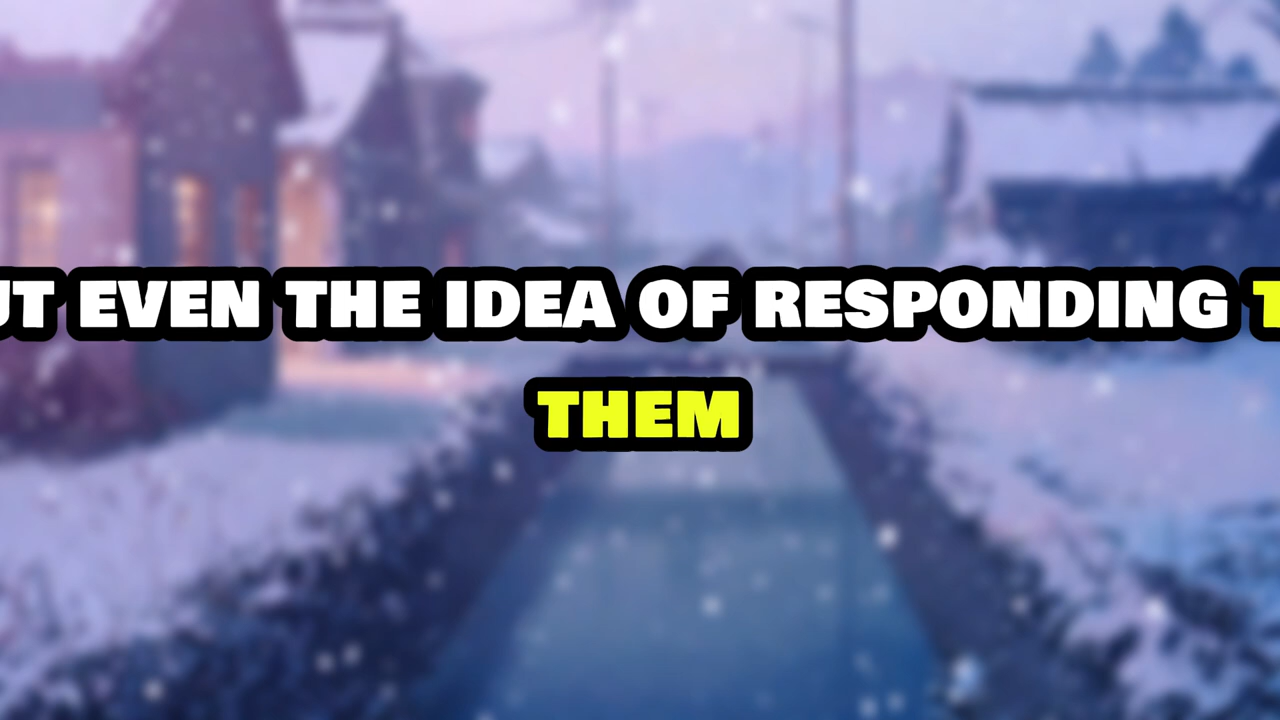 EVEN THE IDEA OF RESPONDING
THEM